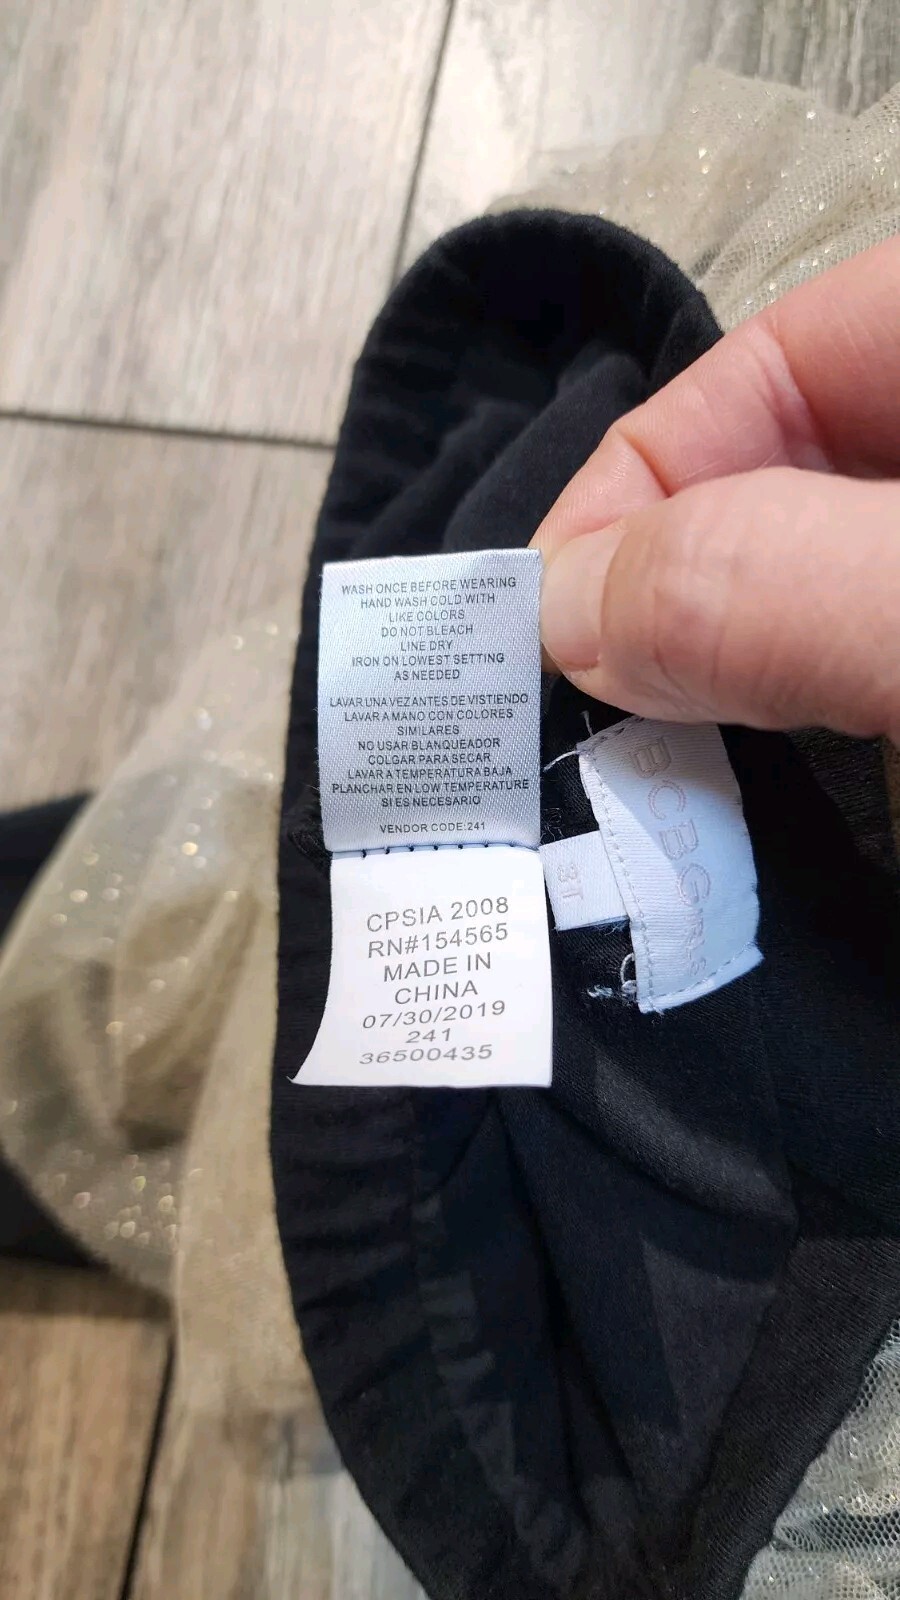 WASH ONCE BEFORE WEARING
HAND WASH COLD WITH
LIKE COLORS
DO NOT BLEACH
LINE DRY
IRON ON LOWEST SETTING
AS NEEDED
LAVAR UNA VEZ ANTES DE VISTIENDO
LAVAR A MANO CON COLORES
SIMILARES
NO USAR BLANQUEADOR
COLGAR PARA SECAR
LAVAR A TEMPERATURA BAJA
PLANCHAR EN LOW TEMPERATURE
SI ES NECESARIO
VENDOR CODE:241
CPSIA 2008
RN#154565
MADE IN
CHINA
07/30/2019
241
36500435
3T
BCBGirls